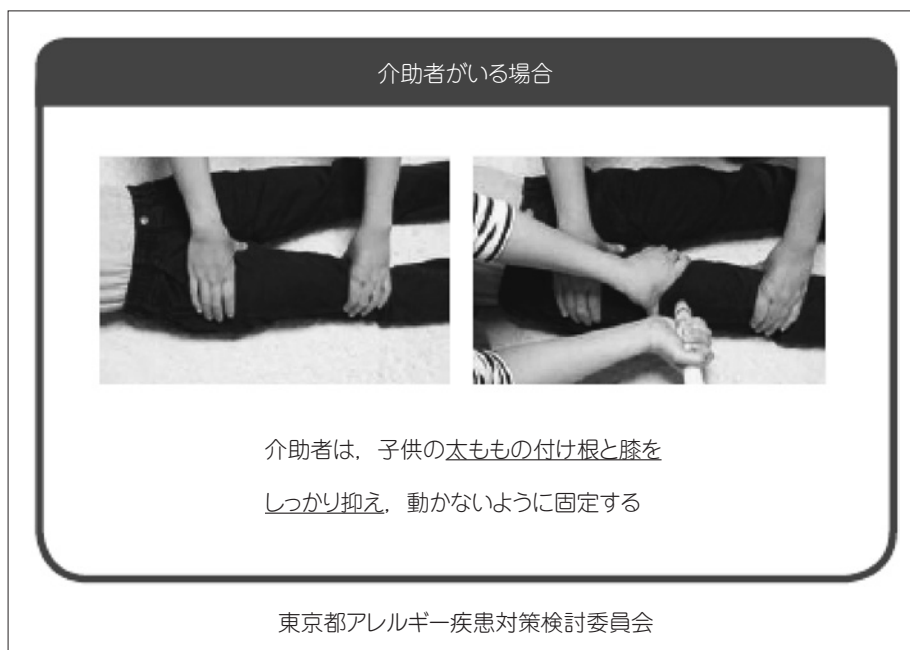 介助者がいる場合
介助者は，子供の太ももの付け根と膝を
しっかり抑え，動かないように固定する
東京都アレルギー疾患対策検討委員会